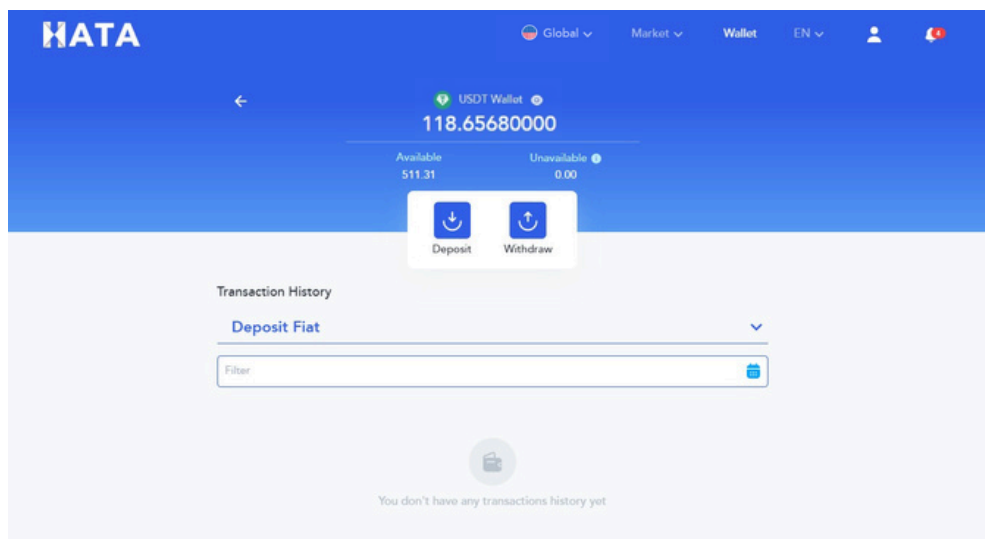 HATA
Global
Market
Wallet
EN
USDT Wallet
118.65680000
Available
Unavailable
511.31
0.00
Deposit
Withdraw
Transaction History
Deposit Fiat
Filter
You don't have any transactions history yet